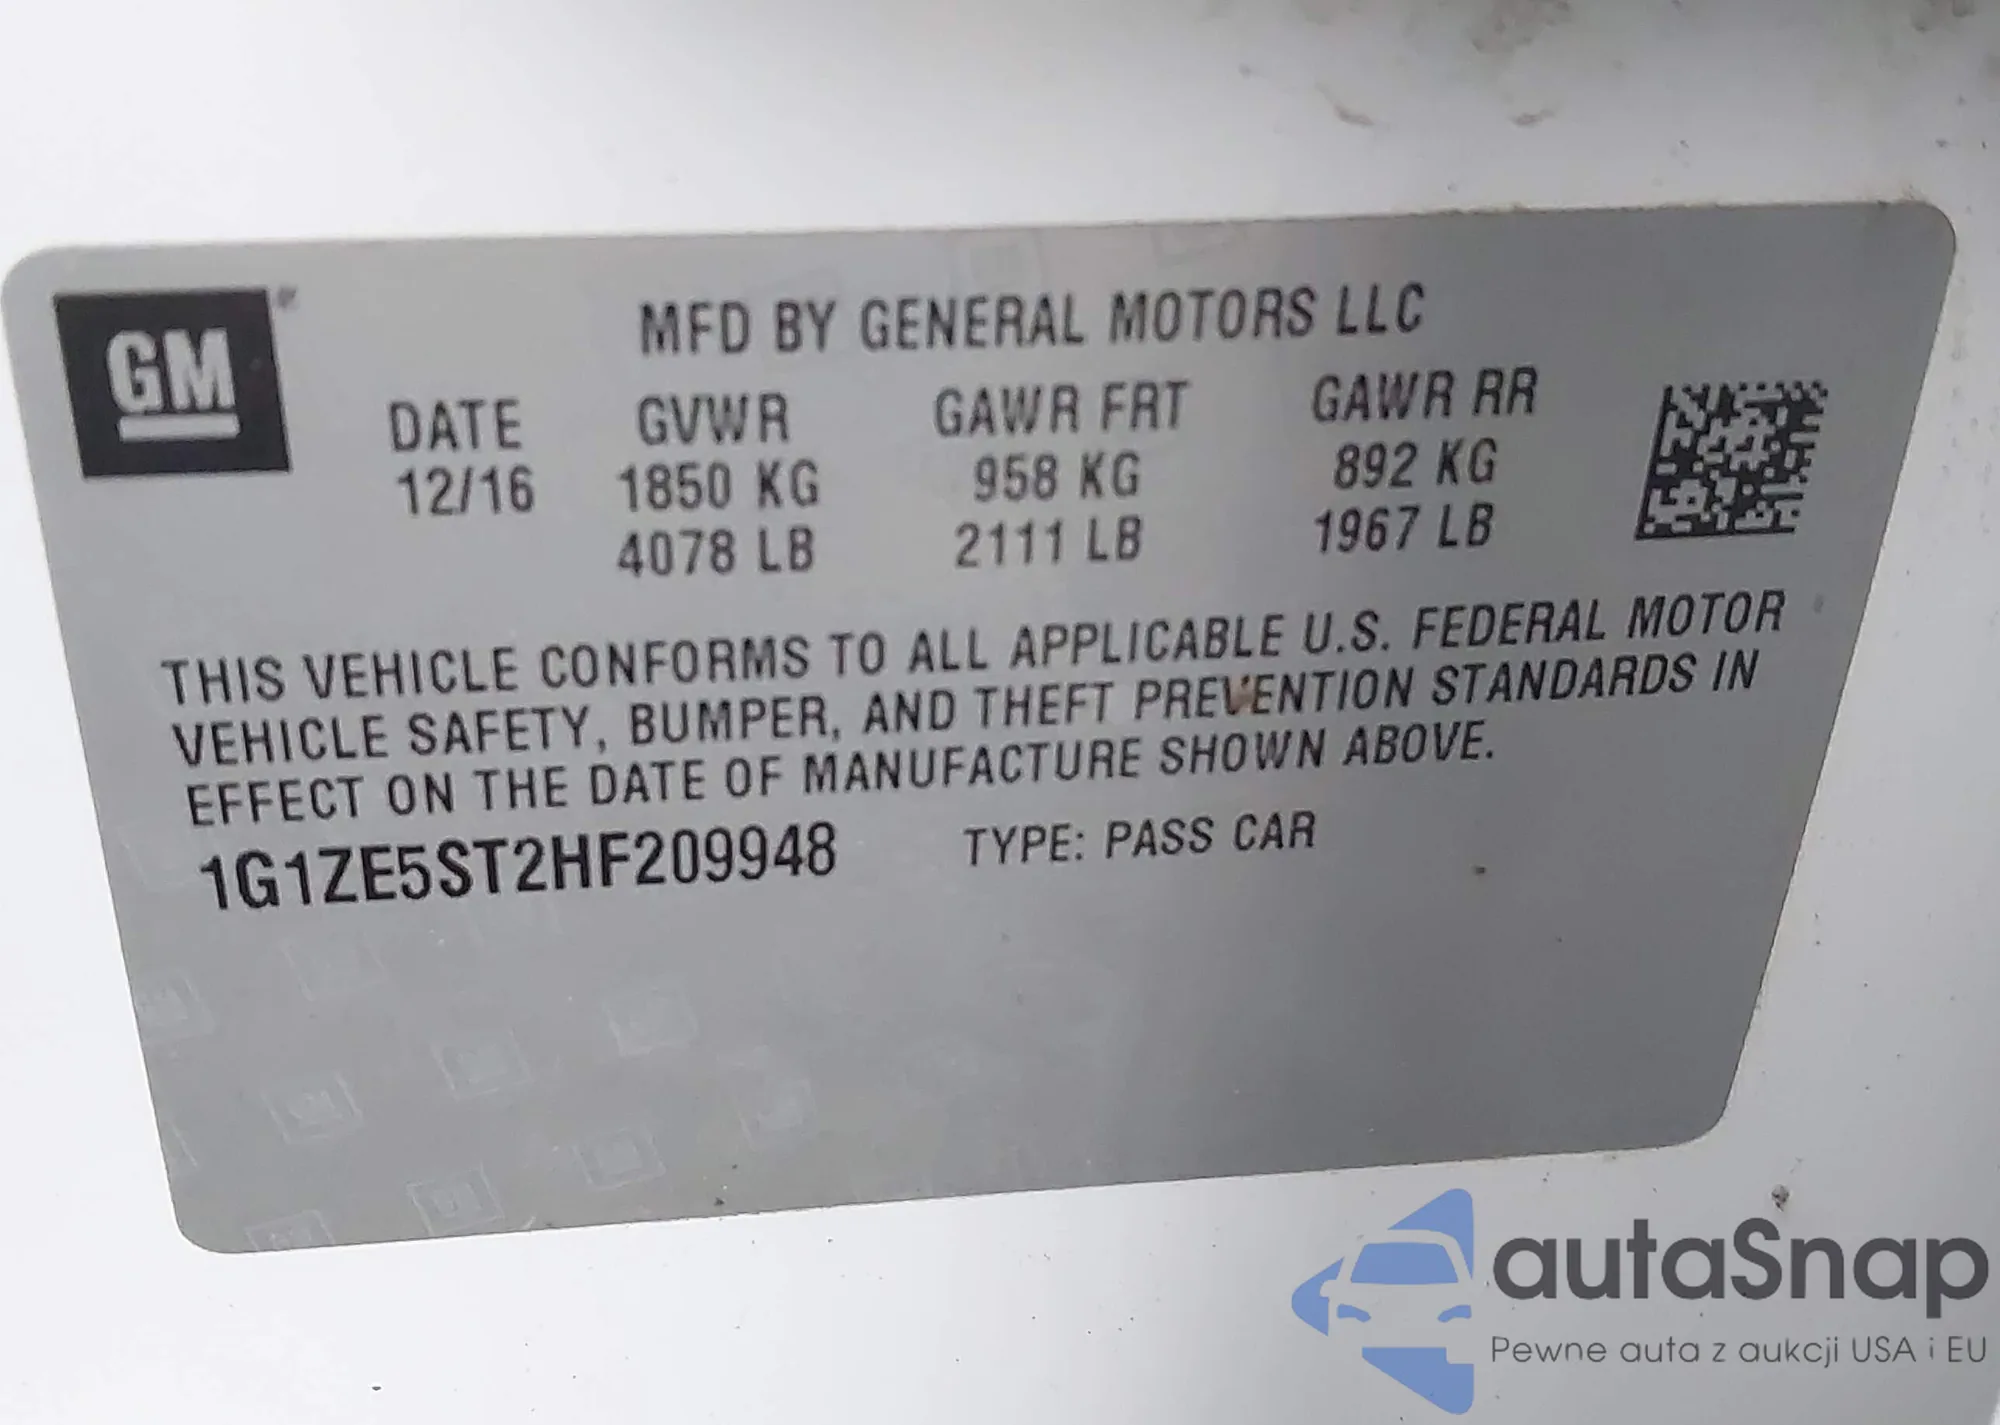 GM
MFD BY GENERAL MOTORS LLC
DATE GVWR GAWR FRT GAWR RR
12/16 1850 KG 958 KG 892 KG
4078 LB 2111 LB 1967 LB
THIS VEHICLE CONFORMS TO ALL APPLICABLE U.S. FEDERAL MOTOR
VEHICLE SAFETY, BUMPER, AND THEFT PREVENTION STANDARDS IN
EFFECT ON THE DATE OF MANUFACTURE SHOWN ABOVE.
1G1ZE5ST2HF209948 TYPE: PASS CAR
autaSnap
Pewne auta z aukcji USA i EU